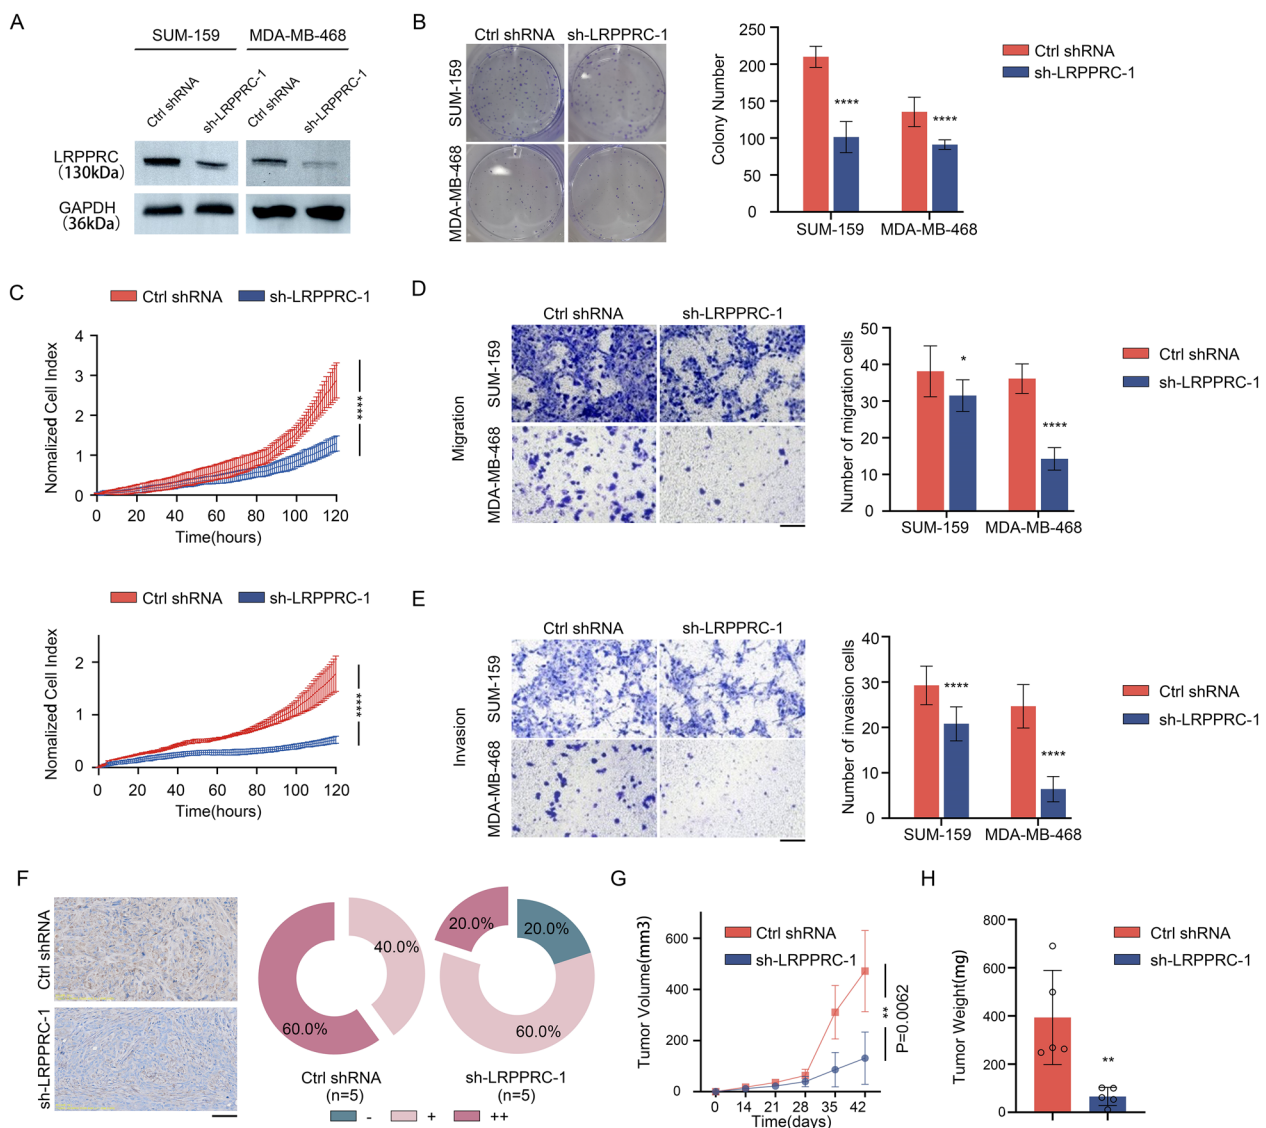 A
SUM-159 MDA-MB-468
Ctrl shRNA
sh-LRPPRC-1
Ctrl shRNA
sh-LRPPRC-1
LRPPRC
(130kDa)
GAPDH
(36kDa)
B
Ctrl shRNA sh-LRPPRC-1
SUM-159
MDA-MB-468
Colony Number
250
200
150
100
50
0
****
****
SUM-159 MDA-MB-468
Ctrl shRNA
sh-LRPPRC-1
C
Ctrl shRNA sh-LRPPRC-1
Nomalized Cell Index
4
3
2
1
0
****
0 20 40 60 80 100 120
Time(hours)
Ctrl shRNA sh-LRPPRC-1
Nomalized Cell Index
2
1
0
****
0 20 40 60 80 100 120
Time(hours)
D
Ctrl shRNA sh-LRPPRC-1
Migration
SUM-159
MDA-MB-468
Number of migration cells
50
40
30
20
10
0
*
****
SUM-159 MDA-MB-468
Ctrl shRNA
sh-LRPPRC-1
E
Ctrl shRNA sh-LRPPRC-1
Invasion
SUM-159
MDA-MB-468
Number of invasion cells
40
30
20
10
0
****
****
SUM-159 MDA-MB-468
Ctrl shRNA
sh-LRPPRC-1
F
Ctrl shRNA
sh-LRPPRC-1
40.0%
60.0%
Ctrl shRNA
(n=5)
20.0%
20.0%
60.0%
sh-LRPPRC-1
(n=5)
- + ++
G
Tumor Volume(mm3)
600
400
200
0
Ctrl shRNA
sh-LRPPRC-1
**
P=0.0062
0 14 21 28 35 42
Time(days)
H
Tumor Weight(mg)
800
600
400
200
0
**
Ctrl shRNA
sh-LRPPRC-1